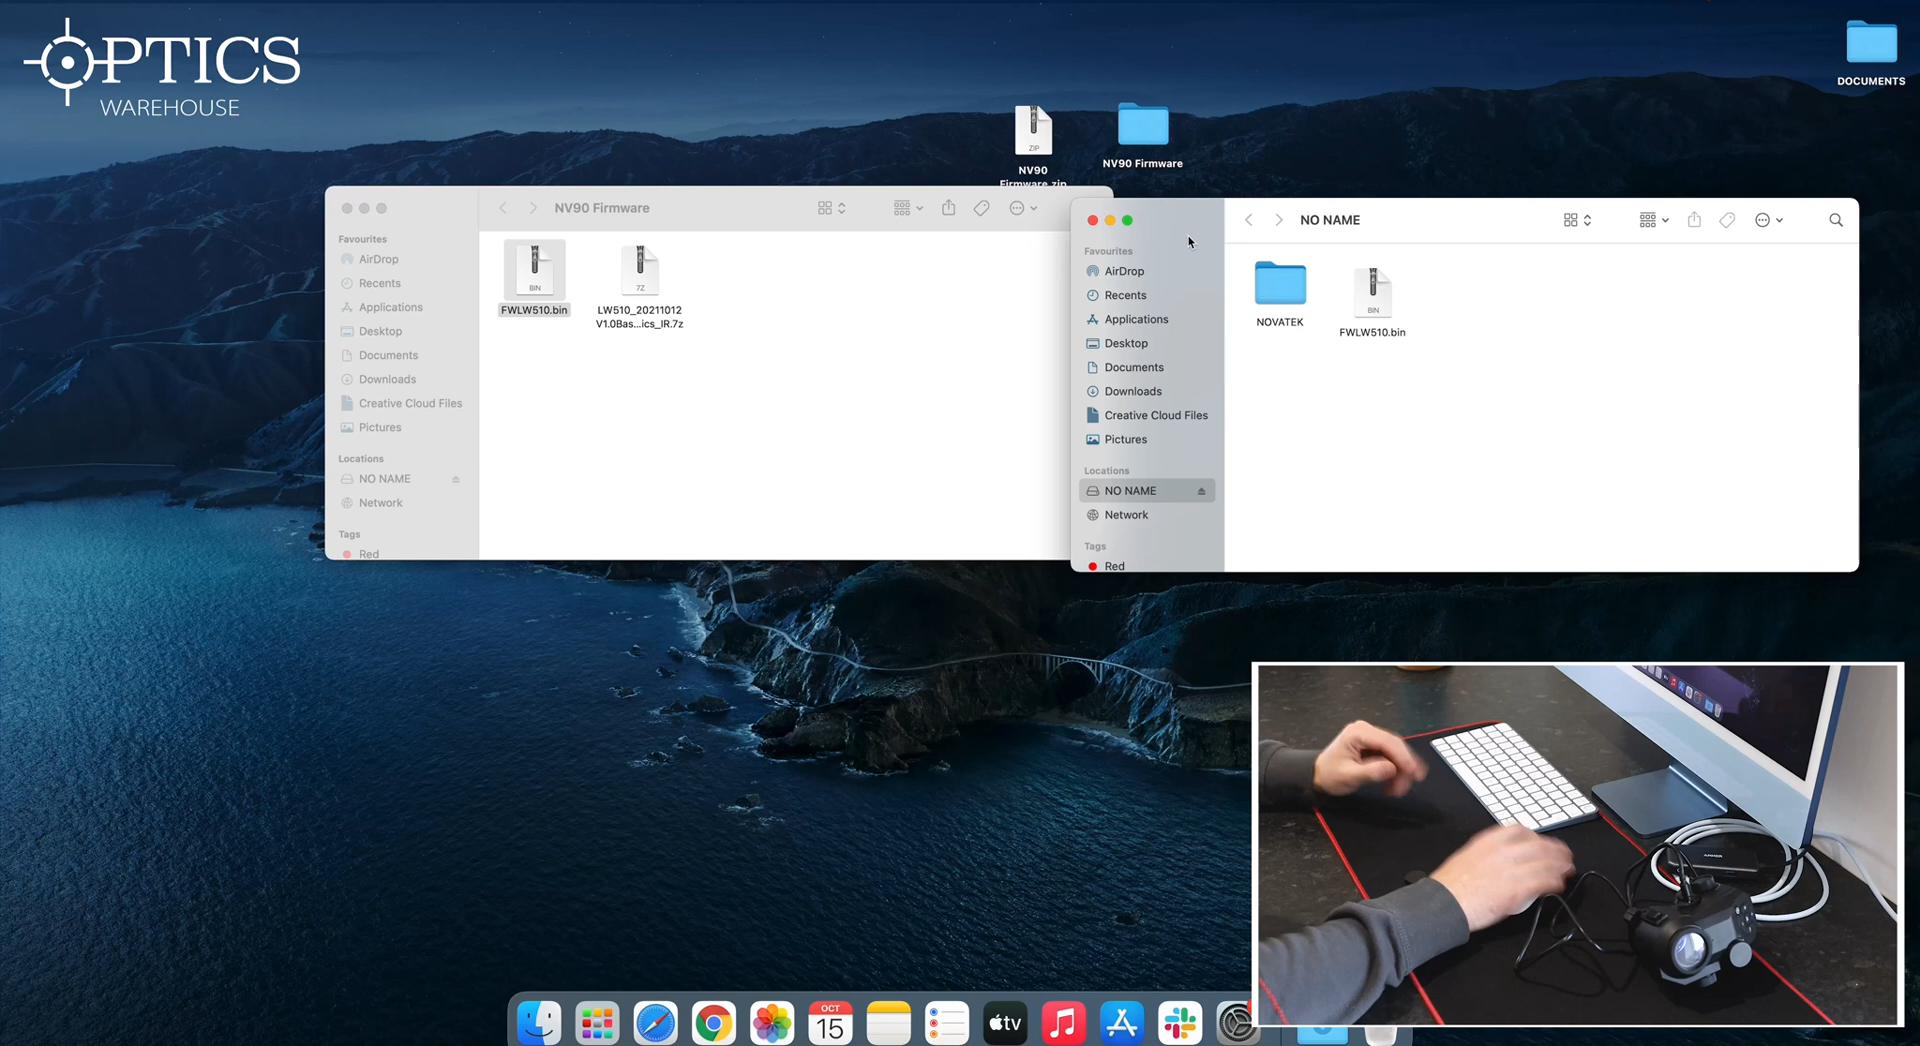 OPTICS
WAREHOUSE
DOCUMENTS
ZIP
NV90
Firmware.zip
NV90 Firmware
NV90 Firmware
Favourites
AirDrop
Recents
Applications
Desktop
Documents
Downloads
Creative Cloud Files
Pictures
Locations
NO NAME
Network
Tags
Red
BIN
FWLW510.bin
7Z
LW510_20211012
V1.0Bas...ics_IR.7z
NO NAME
Favourites
AirDrop
Recents
Applications
Desktop
Documents
Downloads
Creative Cloud Files
Pictures
Locations
NO NAME
Network
Tags
Red
NOVATEK
BIN
FWLW510.bin
ANKER
OCT
15
tv